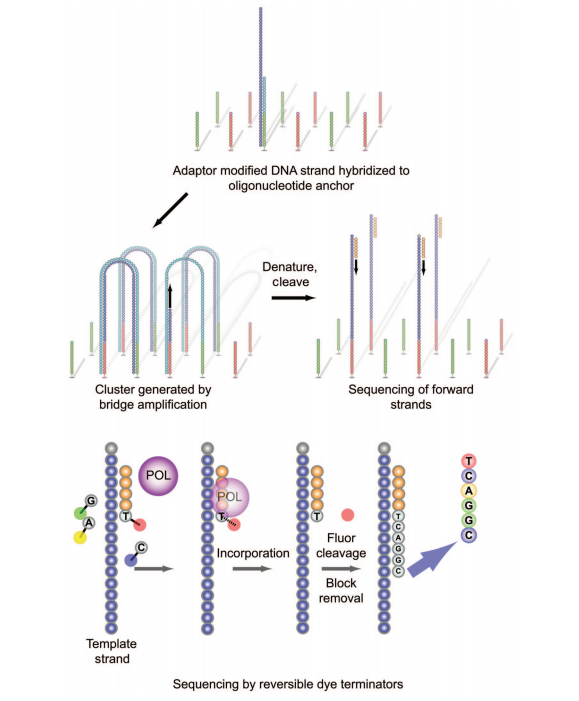 Adaptor modified DNA strand hybridized to
oligonucleotide anchor
Denature,
cleave
Cluster generated by
bridge amplification
Sequencing of forward
strands
POL
G
A
T
C
Template
strand
POL
T
Incorporation
T
Fluor
cleavage
Block
removal
T
C
A
G
G
C
T
C
A
G
G
C
Sequencing by reversible dye terminators